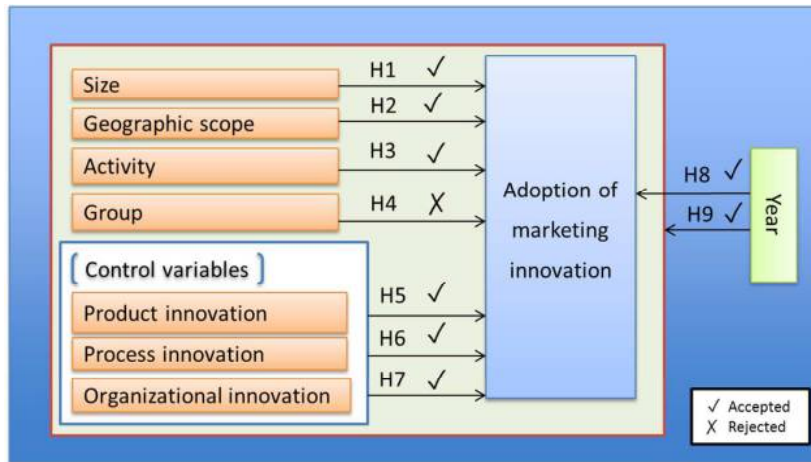 Size
H1 ✓
Geographic scope
H2 ✓
Activity
H3 ✓
Group
H4 ✗
[Control variables]
Product innovation
H5 ✓
Process innovation
H6 ✓
Organizational innovation
H7 ✓
Adoption of
marketing
innovation
H8 ✓
H9 ✓
Year
✓ Accepted
✗ Rejected